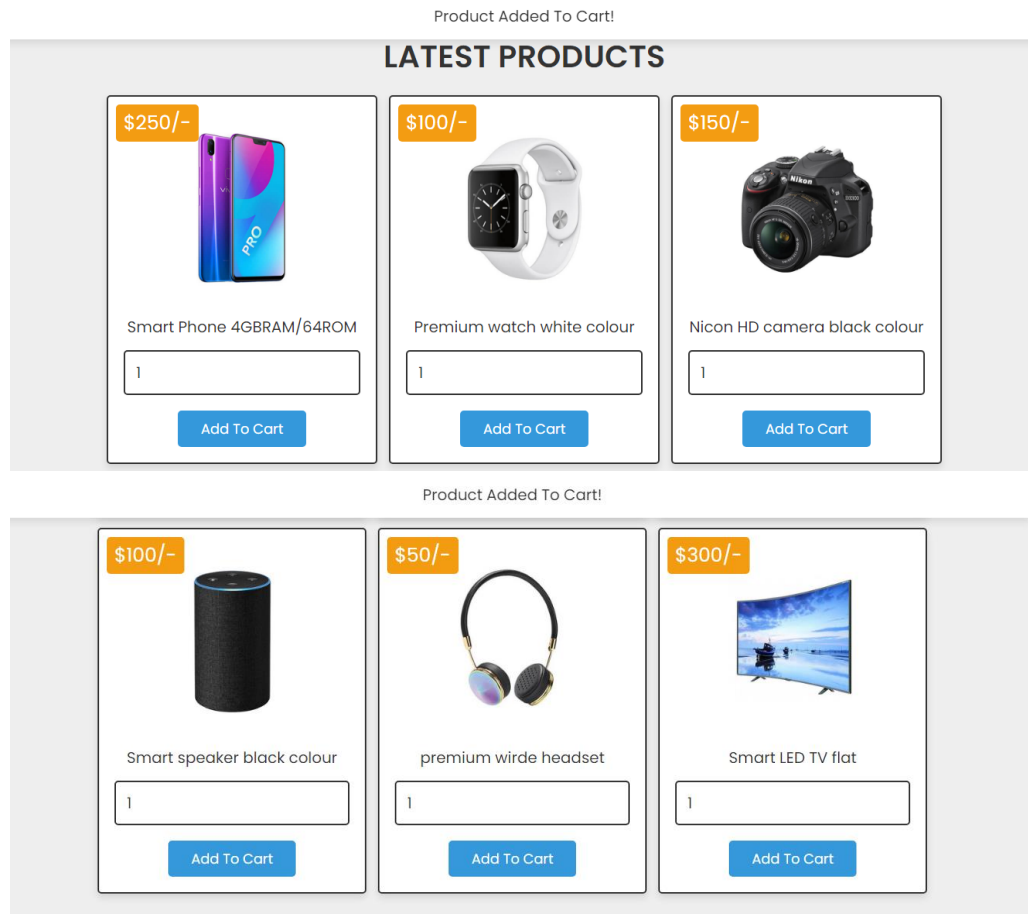 Product Added To Cart!
LATEST PRODUCTS
$250/-
$100/-
$150/-
PRO
Nikon
Smart Phone 4GBRAM/64ROM
Premium watch white colour
Nicon HD camera black colour
1
1
1
Add To Cart
Add To Cart
Add To Cart
Product Added To Cart!
$100/-
$50/-
$300/-
Smart speaker black colour
premium wirde headset
Smart LED TV flat
1
1
1
Add To Cart
Add To Cart
Add To Cart